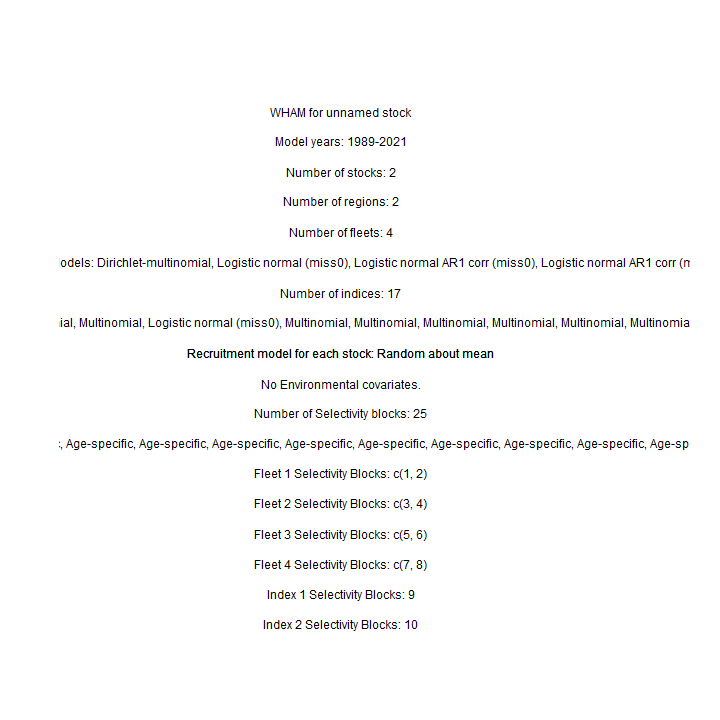 WHAM for unnamed stock
Model years: 1989-2021
Number of stocks: 2
Number of regions: 2
Number of fleets: 4
Dirichlet-multinomial, Logistic normal (miss0), Logistic normal AR1 corr (miss0), Logistic normal AR1 corr
Number of indices: 17
Multinomial, Logistic normal (miss0), Multinomial, Multinomial, Multinomial, Multinomial, Multinomial,
Recruitment model for each stock: Random about mean
No Environmental covariates.
Number of Selectivity blocks: 25
Age-specific, Age-specific, Age-specific, Age-specific, Age-specific, Age-specific, Age-specific, Age-specific,
Fleet 1 Selectivity Blocks: c(1, 2)
Fleet 2 Selectivity Blocks: c(3, 4)
Fleet 3 Selectivity Blocks: c(5, 6)
Fleet 4 Selectivity Blocks: c(7, 8)
Index 1 Selectivity Blocks: 9
Index 2 Selectivity Blocks: 10